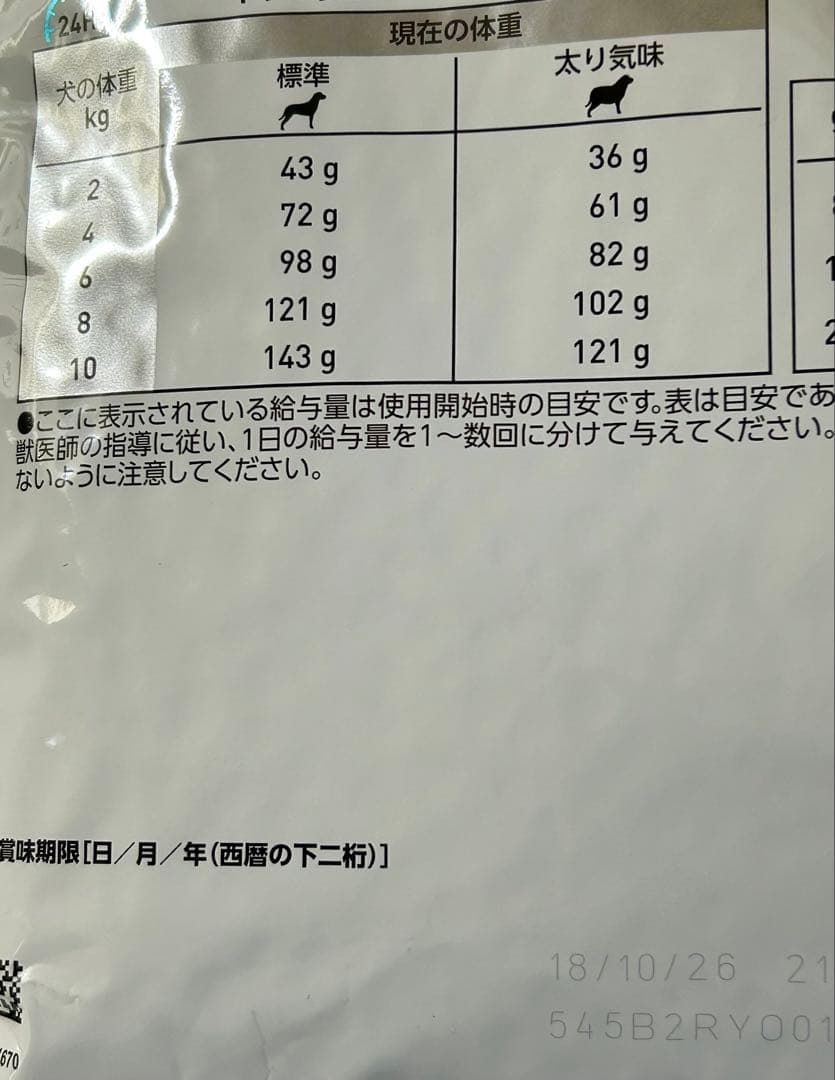 24H
現在の体重
犬の体重
kg
標準
太り気味
2 43 g 36 g
4 72 g 61 g
6 98 g 82 g
8 121 g 102 g
10 143 g 121 g
●ここに表示されている給与量は使用開始時の目安です。表は目安であ
獣医師の指導に従い、1日の給与量を1〜数回に分けて与えてください。
ないように注意してください。
賞味期限[日/月/年(西暦の下二桁)]
18/10/26 21
545B2RY001
670